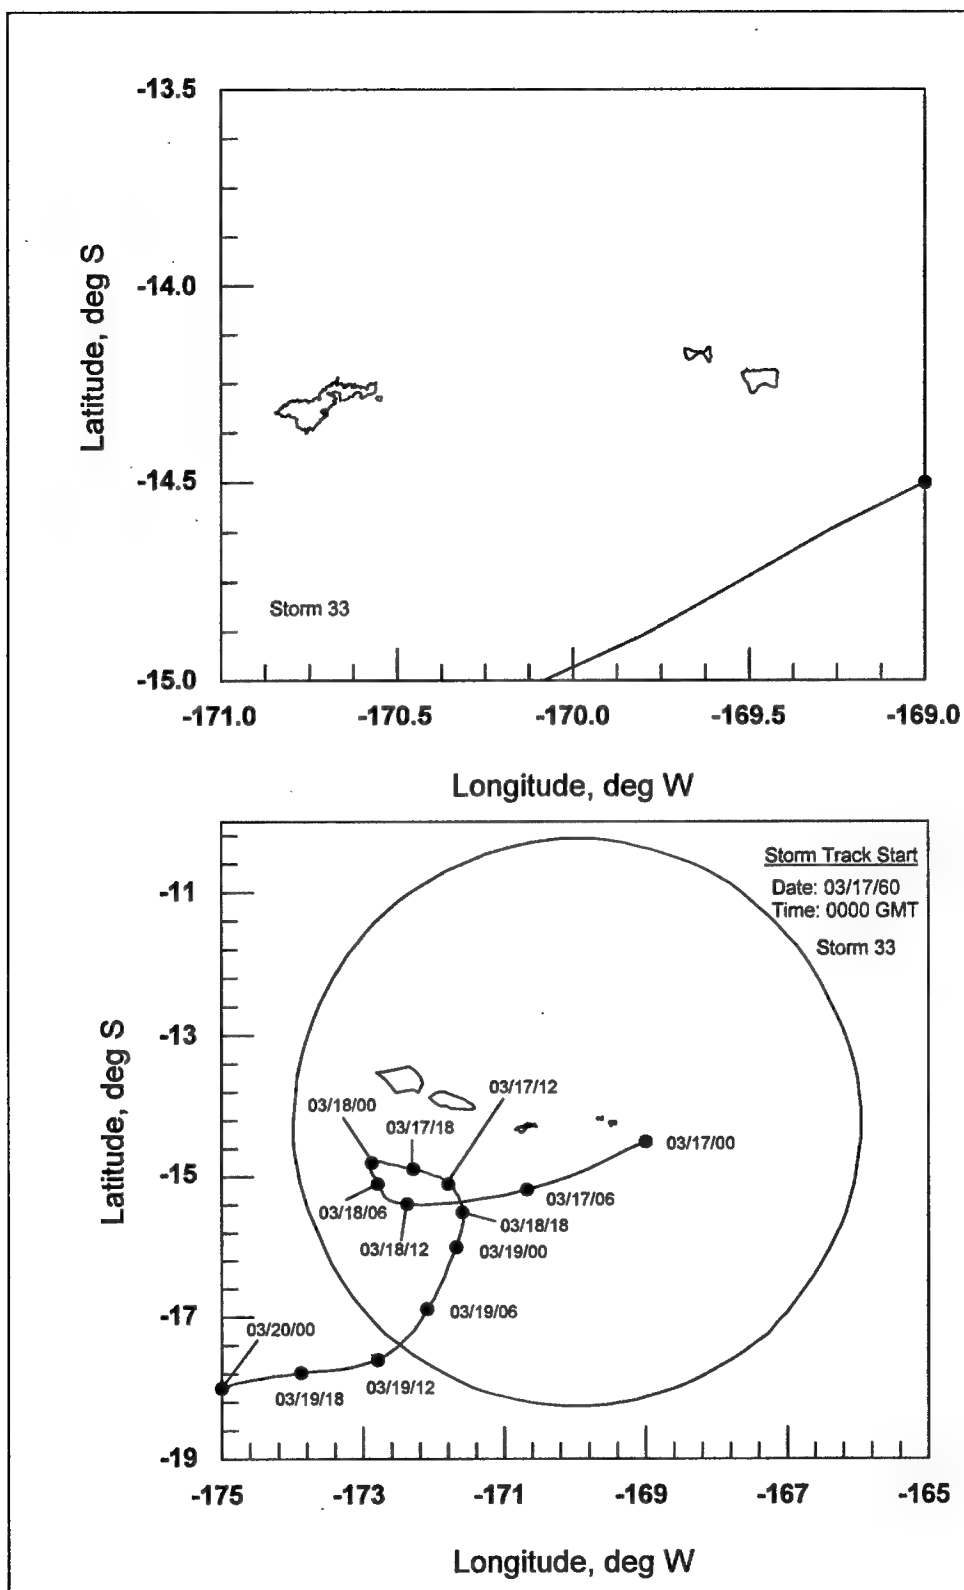 -13.5
-14.0
-14.5
-15.0
Latitude, deg S
Storm 33
-171.0 -170.5 -170.0 -169.5 -169.0
Longitude, deg W
Storm Track Start
Date: 03/17/60
Time: 0000 GMT
Storm 33
-11
-13
-15
-17
-19
Latitude, deg S
03/17/12
03/18/00
03/17/18
03/17/00
03/17/06
03/18/06
03/18/18
03/18/12
03/19/00
03/19/06
03/20/00
03/19/12
03/19/18
-175 -173 -171 -169 -167 -165
Longitude, deg W